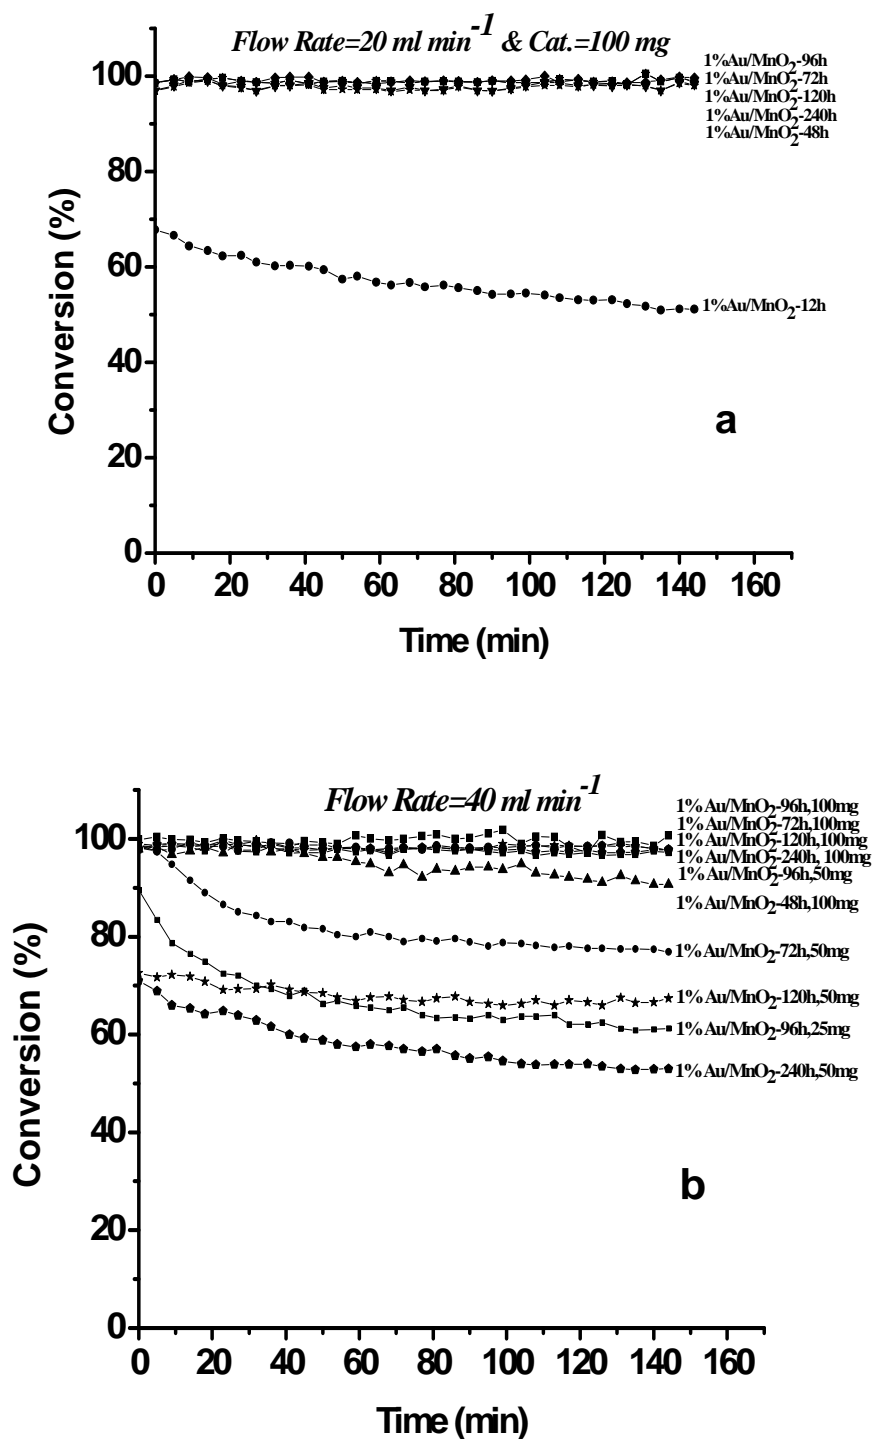 Flow Rate=20 ml min-1 & Cat.=100 mg
100
80
60
40
20
0
Conversion (%)
1%Au/MnO2-96h
1%Au/MnO2-72h
1%Au/MnO2-120h
1%Au/MnO2-240h
1%Au/MnO2-48h
1%Au/MnO2-12h
a
0 20 40 60 80 100 120 140 160
Time (min)
Flow Rate=40 ml min-1
100
80
60
40
20
0
Conversion (%)
1% Au/MnO2-96h,100mg
1% Au/MnO2-72h,100mg
1% Au/MnO2-120h,100mg
1% Au/MnO2-240h, 100mg
1% Au/MnO2-96h,50mg
1% Au/MnO2-48h,100mg
1% Au/MnO2-72h,50mg
1% Au/MnO2-120h,50mg
1% Au/MnO2-96h,25mg
1% Au/MnO2-240h,50mg
b
0 20 40 60 80 100 120 140 160
Time (min)